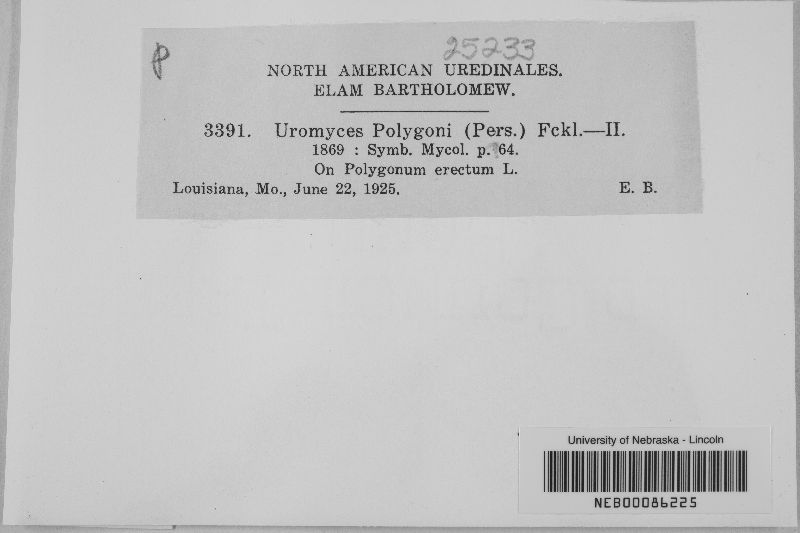 25233
P
NORTH AMERICAN UREDINALES.
ELAM BARTHOLOMEW.
3391. Uromyces Polygoni (Pers.) Fckl.—II.
1869 : Symb. Mycol. p. 64.
On Polygonum erectum L.
Louisiana, Mo., June 22, 1925. E. B.
University of Nebraska - Lincoln
NEB00086225